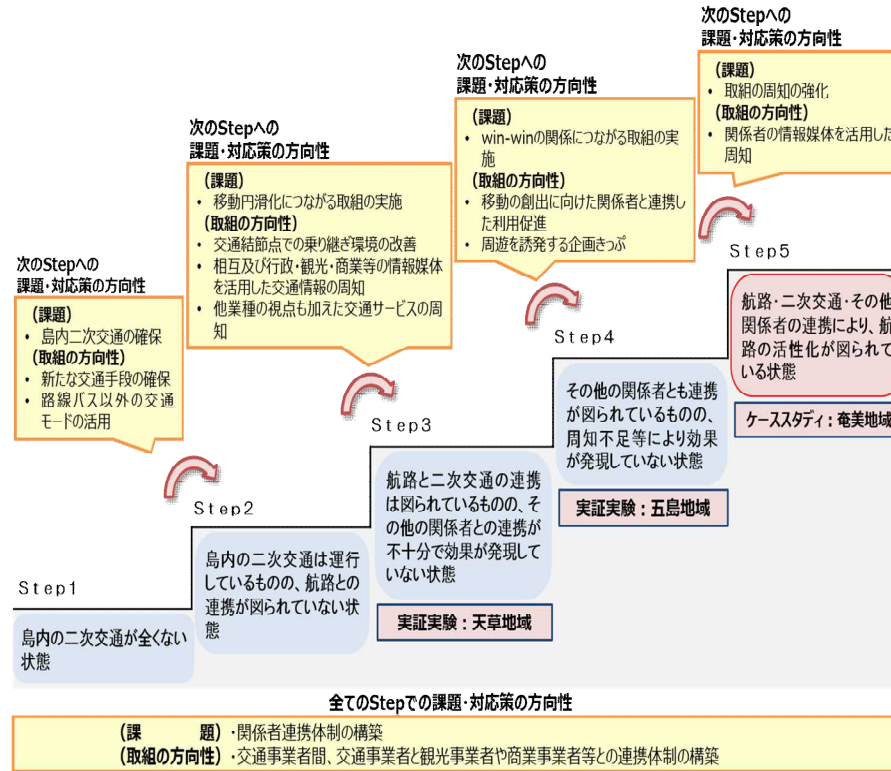 次のStepへの
課題・対応策の方向性
(課題)
・ 取組の周知の強化
(取組の方向性)
・ 関係者の情報媒体を活用した
周知
次のStepへの
課題・対応策の方向性
(課題)
・ win-winの関係につながる取組の実
施
(取組の方向性)
・ 移動の創出に向けた関係者と連携し
た利用促進
・ 周遊を誘発する企画きっぷ
次のStepへの
課題・対応策の方向性
(課題)
・ 移動円滑化につながる取組の実施
(取組の方向性)
・ 交通結節点での乗り継ぎ環境の改善
・ 相互及び行政・観光・商業等の情報媒体
を活用した交通情報の周知
・ 他業種の視点も加えた交通サービスの周
知
次のStepへの
課題・対応策の方向性
(課題)
・ 島内二次交通の確保
(取組の方向性)
・ 新たな交通手段の確保
・ 路線バス以外の交通
モードの活用
Step5
航路・二次交通・その他
関係者の連携により、航
路の活性化が図られて
いる状態
ケーススタディ：奄美地域
Step4
その他の関係者とも連携
が図られているものの、
周知不足等により効果
が発現していない状態
実証実験：五島地域
Step3
航路と二次交通の連携
は図られているものの、そ
の他の関係者との連携が
不十分で効果が発現して
いない状態
実証実験：天草地域
Step2
島内の二次交通は運行
しているものの、航路との
連携が図られていない状
態
Step1
島内の二次交通が全くない
状態
全てのStepでの課題・対応策の方向性
(課　　題) ・関係者連携体制の構築
(取組の方向性) ・交通事業者間、交通事業者と観光事業者や商業事業者等との連携体制の構築